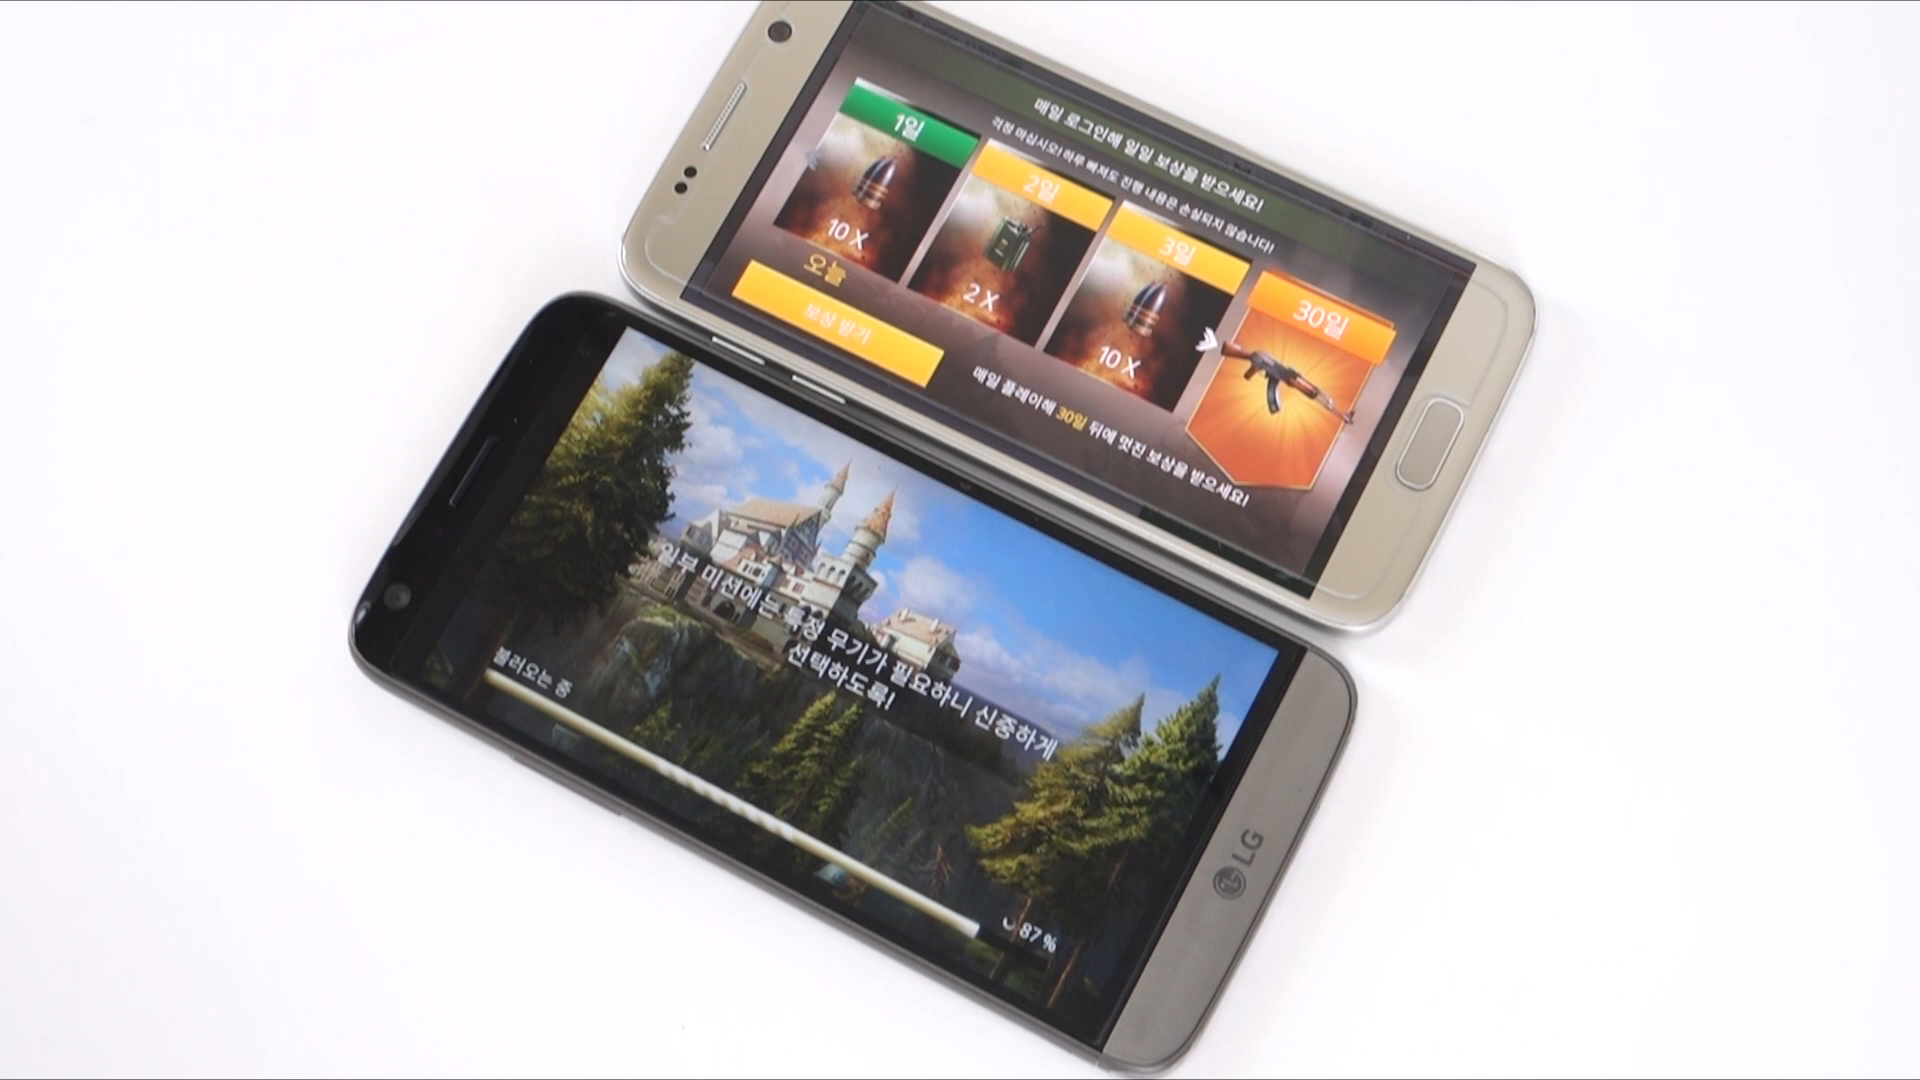 매일 로그인해 일일 보상을 받으세요!
걱정 마십시오! 하루 빠져도 진행 내용은 손실되지 않습니다!
1일
2일
3일
30일
10 X
2 X
10 X
오늘
보상 받기
매일 플레이해 30일 뒤에 멋진 보상을 받으세요!
일부 미션에는 특정 무기가 필요하니 신중하게
선택하도록!
불러오는 중
87 %
LG